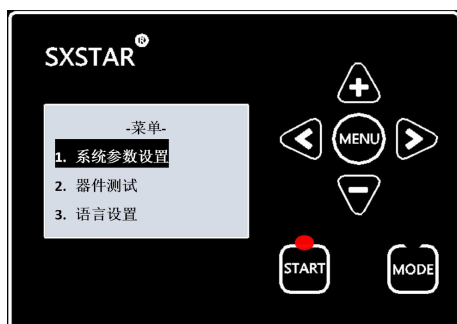 SXSTAR®
-菜单-
1. 系统参数设置
2. 器件测试
3. 语言设置
+
< MENU >
-
START MODE